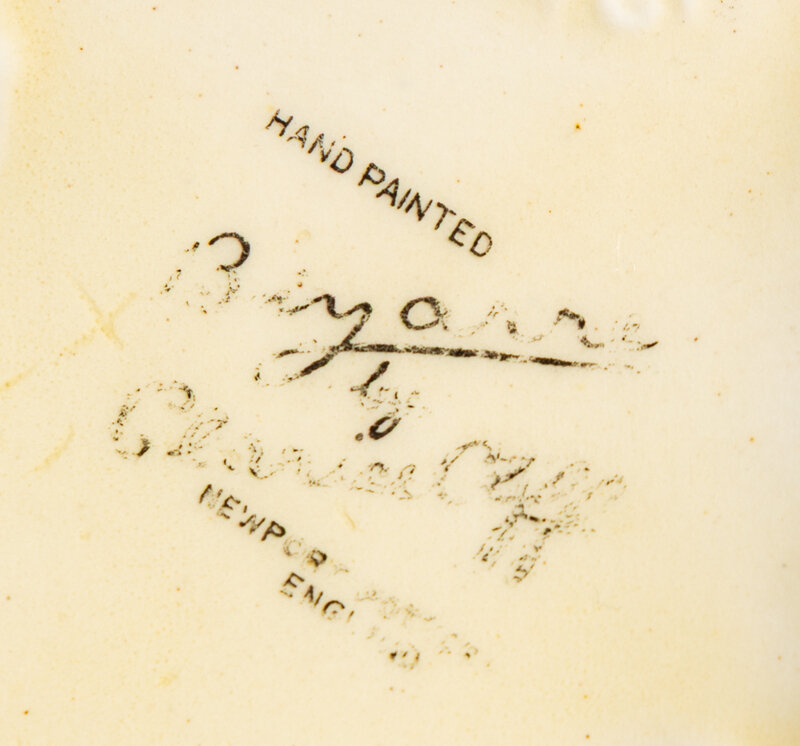 HAND PAINTED
Bizarre
by
Clarice Cliff
NEWPORT POTTERY
ENGLAND